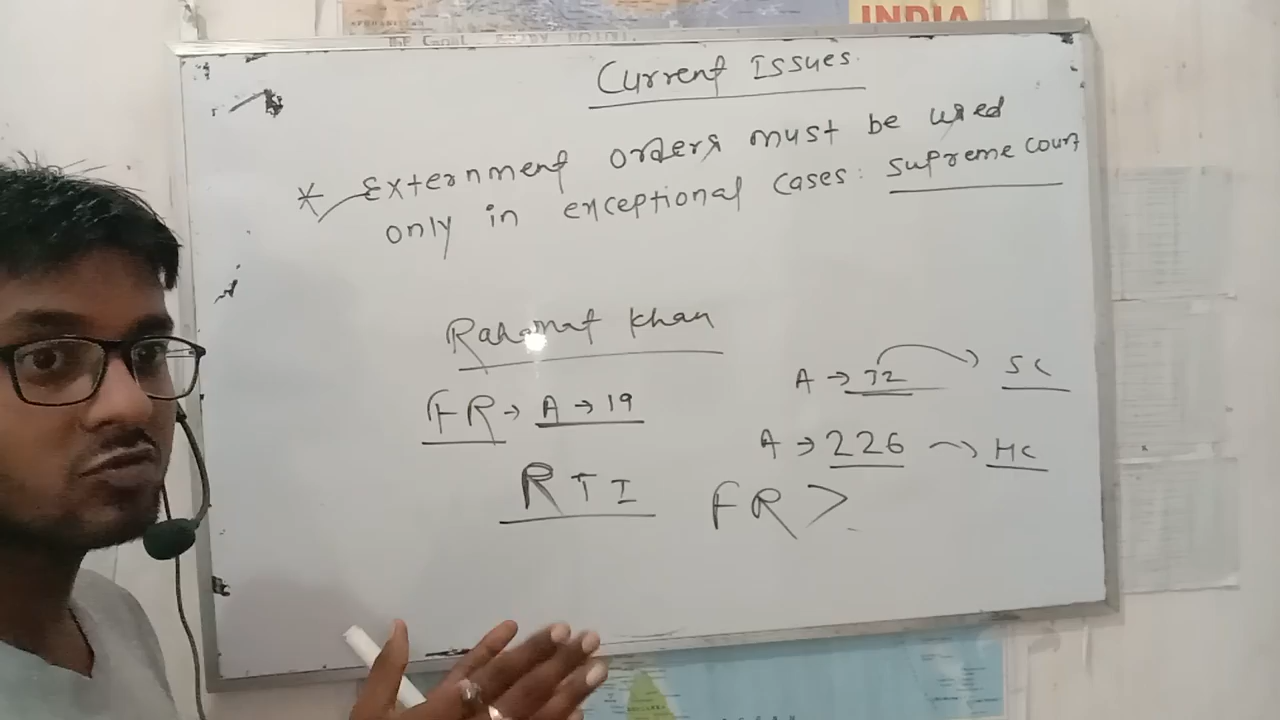 INDIA
Current Issues.
* Externment orders must be used
only in exceptional cases: Supreme Court
Rahamat Khan
FR → A → 19
RTI
A → 32 → SC
A → 226 → HC
FR >